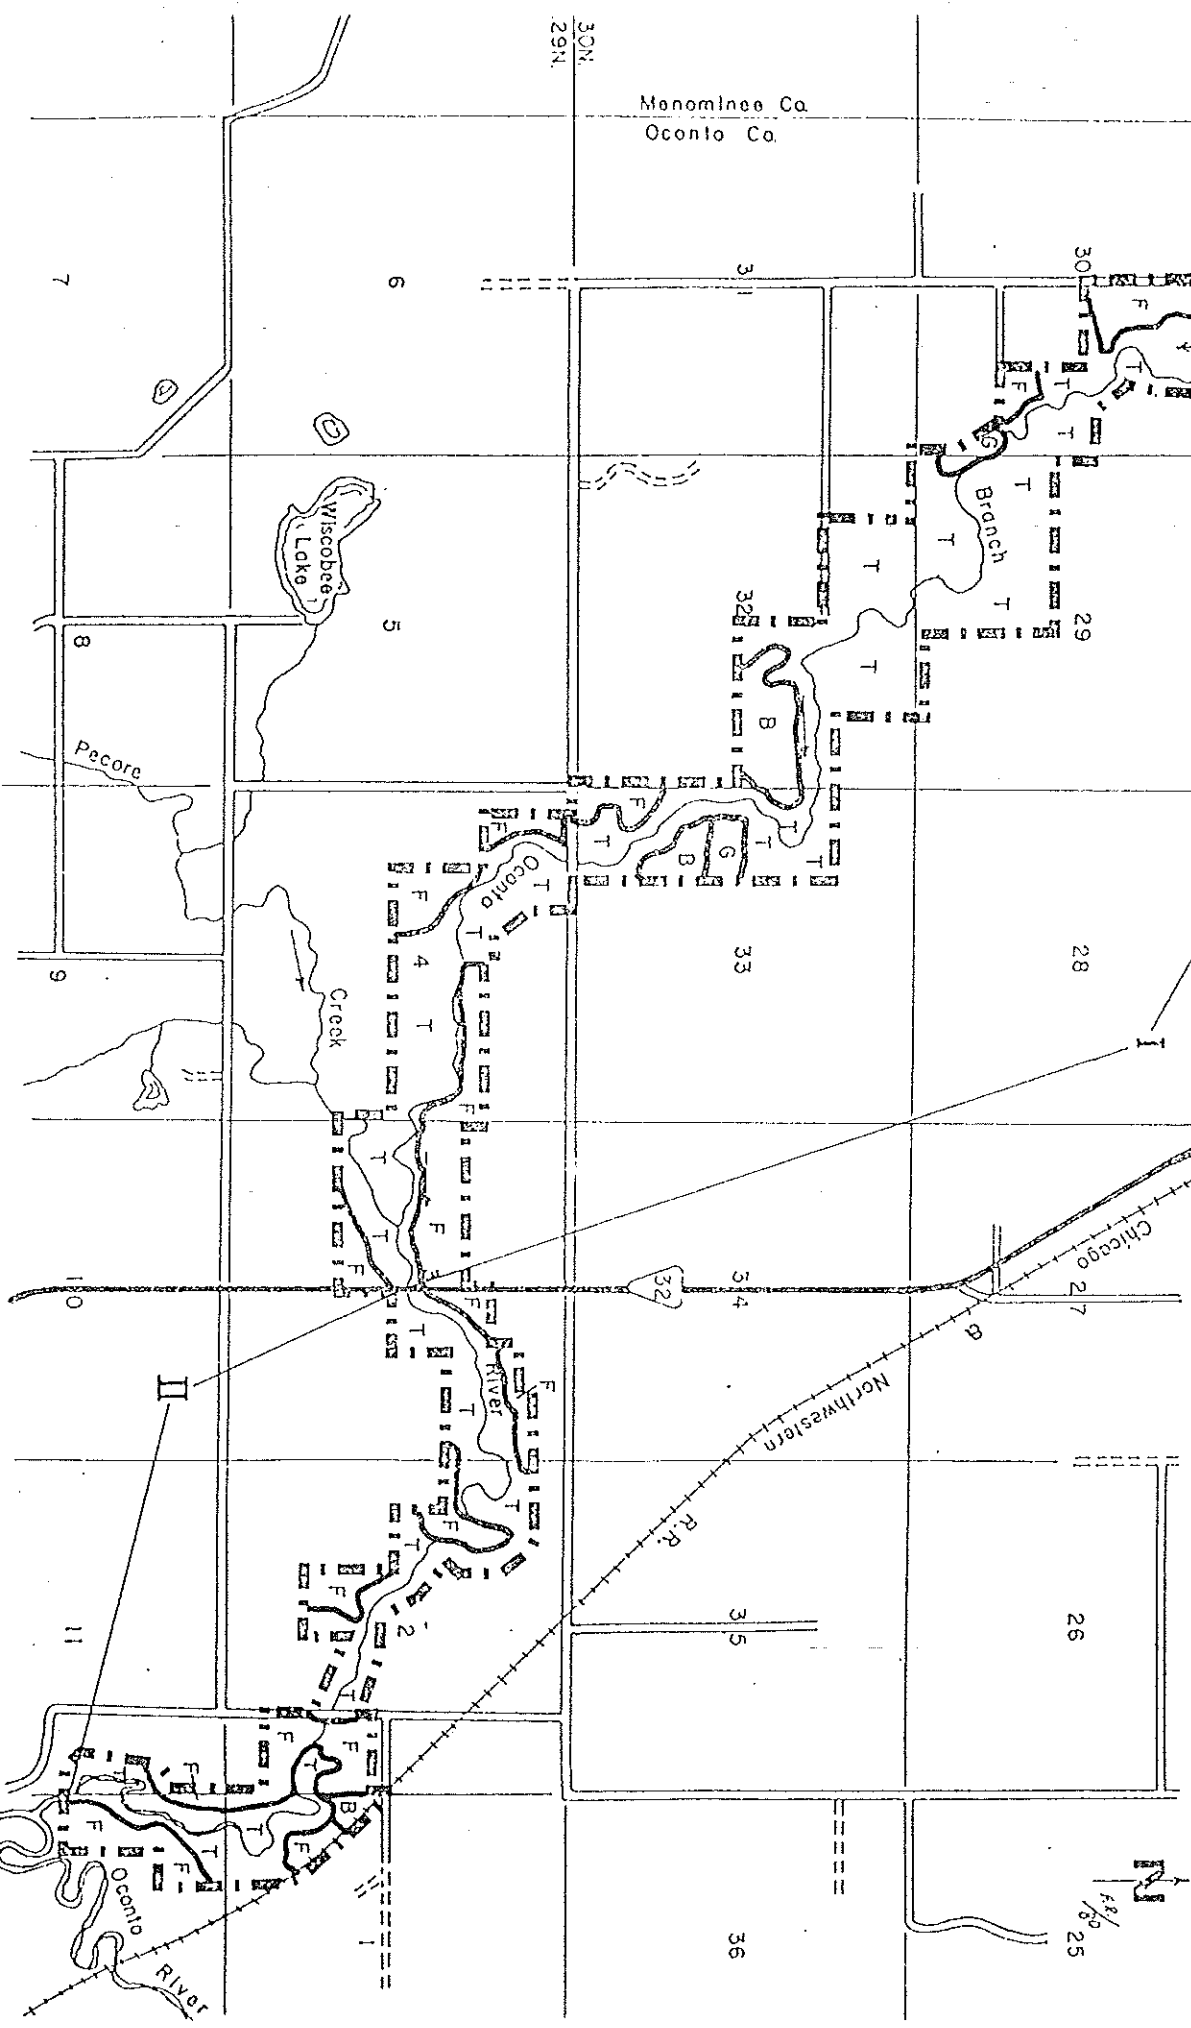 30N.
29N.
Menominee Co.
Oconto Co.
7
6
31
30
F
T
F
T
T
G
T
Branch
T
T
T
T
29
32
B
Wiscobee
Lake
5
8
Pecore
F
T
T
T
T
G
B
F
Oconto
T
T
F
4
T
33
28
9
Creek
I
F
T
F
T
3
F
F
T
10
32
34
27
Chicago
&
Northwestern
R.R.
II
River
F
T
T
F
T
F
2
T
35
26
11
F
F
T
F
T
B
T
T
F
F
F
Oconto
River
1
36
25
N